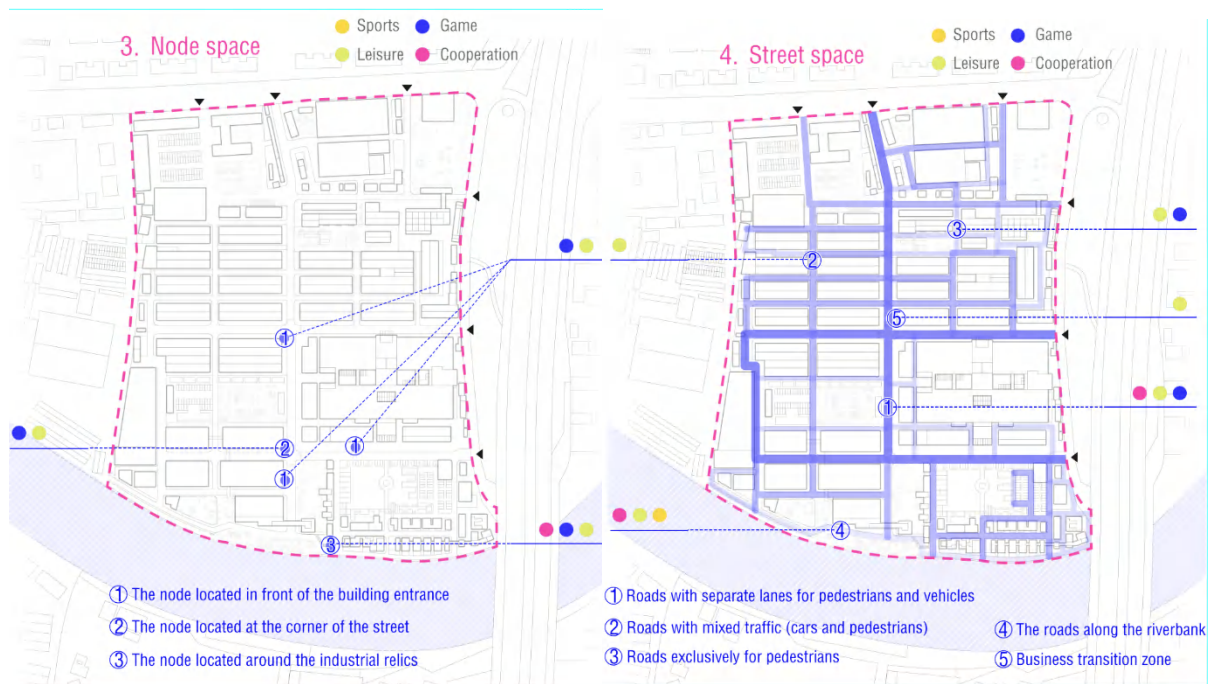 3. Node space
Sports
Game
Leisure
Cooperation
1
2
1
1
3
① The node located in front of the building entrance
② The node located at the corner of the street
③ The node located around the industrial relics
4. Street space
Sports
Game
Leisure
Cooperation
3
2
5
1
4
① Roads with separate lanes for pedestrians and vehicles
② Roads with mixed traffic (cars and pedestrians)
③ Roads exclusively for pedestrians
④ The roads along the riverbank
⑤ Business transition zone